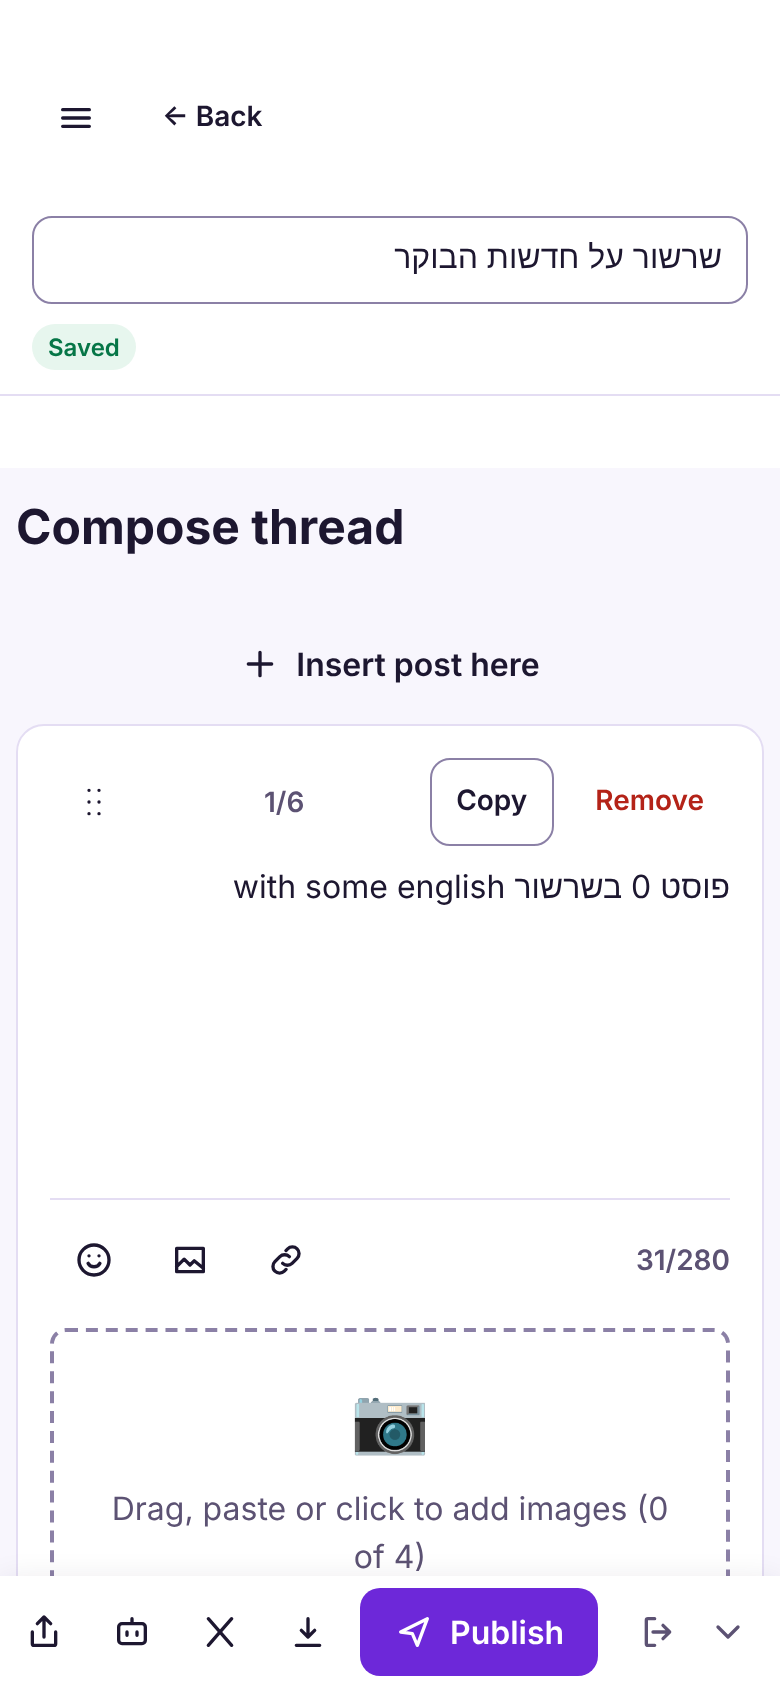 ← Back
שרשור על חדשות הבוקר
Saved
Compose thread
+ Insert post here
1/6
Copy
Remove
פוסט 0 בשרשור with some english
31/280
Drag, paste or click to add images (0
of 4)
Publish